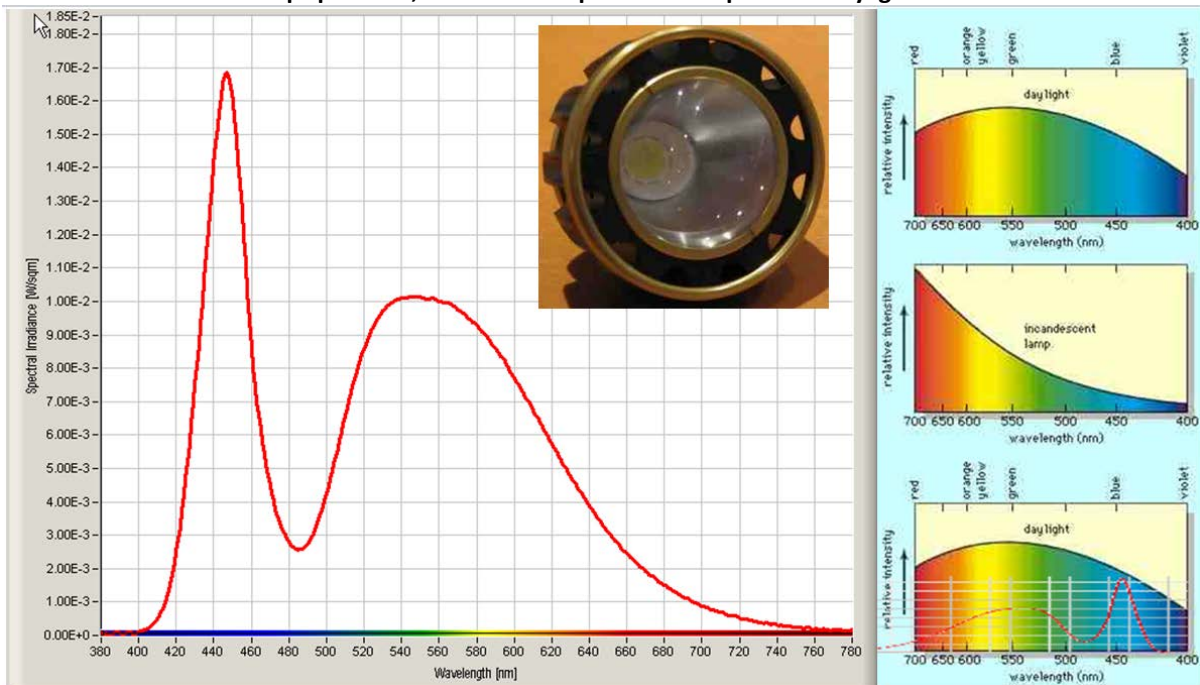 1.85E-2
1.80E-2
1.70E-2
1.60E-2
1.50E-2
1.40E-2
1.30E-2
1.20E-2
1.10E-2
1.00E-2
9.00E-3
8.00E-3
7.00E-3
6.00E-3
5.00E-3
4.00E-3
3.00E-3
2.00E-3
1.00E-3
0.00E+0
Spectral Irradiance [W/sqm]
380 400 420 440 460 480 500 520 540 560 580 600 620 640 660 680 700 720 740 760 780
Wavelength [nm]
red orange yellow green blue violet
daylight
relative intensity
700 650 600 550 500 450 400
wavelength (nm)
incandescent
lamp
relative intensity
700 650 600 550 500 450 400
wavelength (nm)
red orange yellow green blue violet
daylight
relative intensity
700 650 600 550 500 450 400
wavelength (nm)